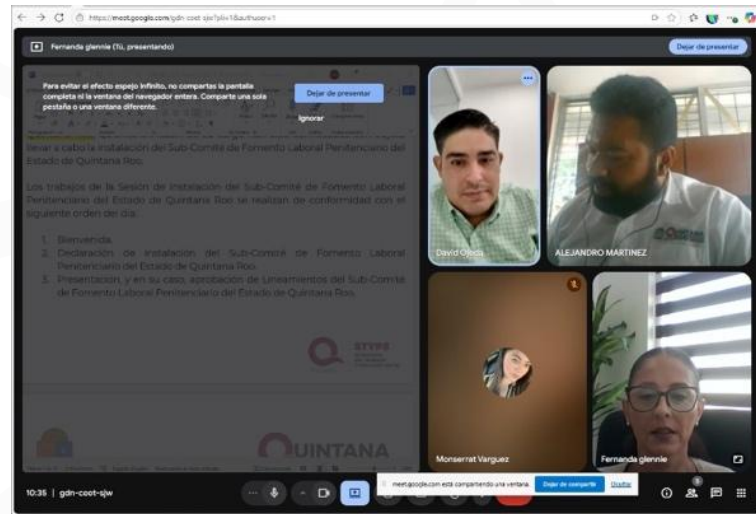 https://meet.google.com/gdn-coot-sjw?pli=1&authuser=1
Fernanda glennie (Tú, presentando)
Dejar de presentar
Para evitar el efecto espejo infinito, no compartas la pantalla
completa ni la ventana del navegador entera. Comparte una sola
pestaña o una ventana diferente.
Dejar de presentar
Ignorar
llevar a cabo la Instalación del Sub-Comité de Fomento Laboral Penitenciario del
Estado de Quintana Roo.
Los trabajos de la Sesión de Instalación del Sub-Comité de Fomento Laboral
Penitenciario del Estado de Quintana Roo se realizan de conformidad con el
siguiente orden del día:
1. Bienvenida.
2. Declaración de Instalación del Sub-Comité de Fomento Laboral
Penitenciario del Estado de Quintana Roo.
3. Presentación, y en su caso, aprobación de Lineamientos del Sub-Comité
de Fomento Laboral Penitenciario del Estado de Quintana Roo.
STYPS
QUINTANA
David Ojeda
QUINTANA
ALEJANDRO MARTINEZ
Monserrat Varguez
Fernanda glennie
10:35 | gdn-coot-sjw
meet.google.com está compartiendo una ventana.
Dejar de compartir
Ocultar